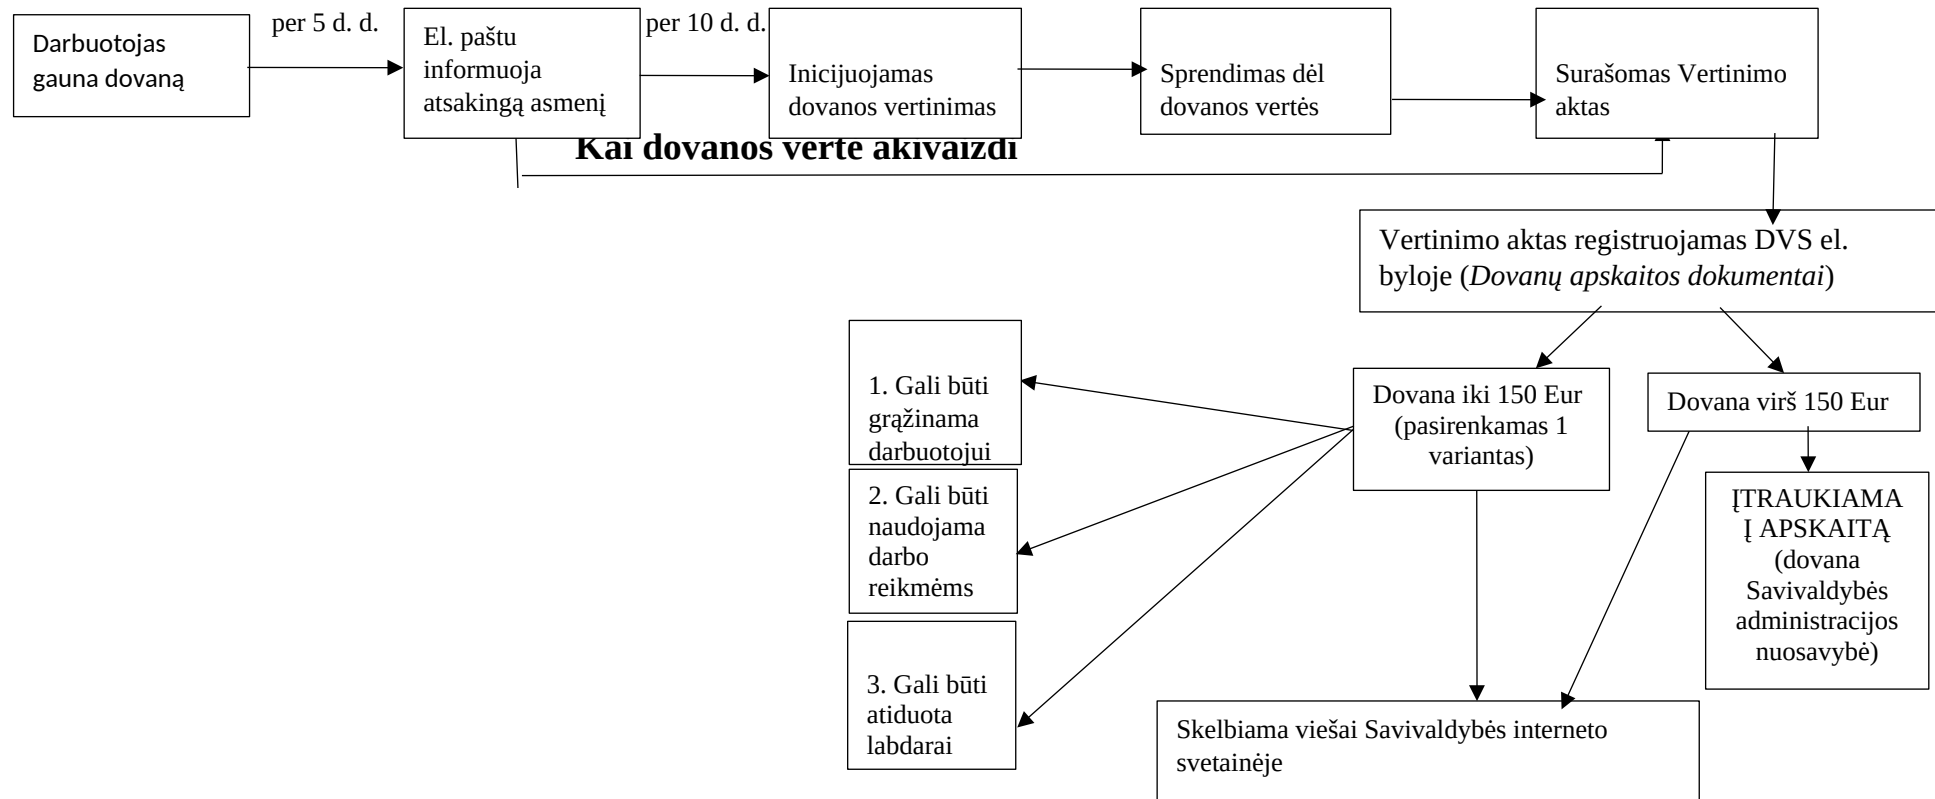 Darbuotojas
gauna dovaną
per 5 d. d.
El. paštu
informuoja
atsakingą asmenį
per 10 d. d.
Inicijuojamas
dovanos vertinimas
Sprendimas dėl
dovanos vertės
Surašomas Vertinimo
aktas
Kai dovanos vertė akivaizdi
Vertinimo aktas registruojamas DVS el.
byloje (Dovanų apskaitos dokumentai)
1. Gali būti
grąžinama
darbuotojui
2. Gali būti
naudojama
darbo
reikmėms
3. Gali būti
atiduota
labdarai
Dovana iki 150 Eur
(pasirenkamas 1
variantas)
Dovana virš 150 Eur
ĮTRAUKIAMA
Į APSKAITĄ
(dovana
Savivaldybės
administracijos
nuosavybė)
Skelbiama viešai Savivaldybės interneto
svetainėje